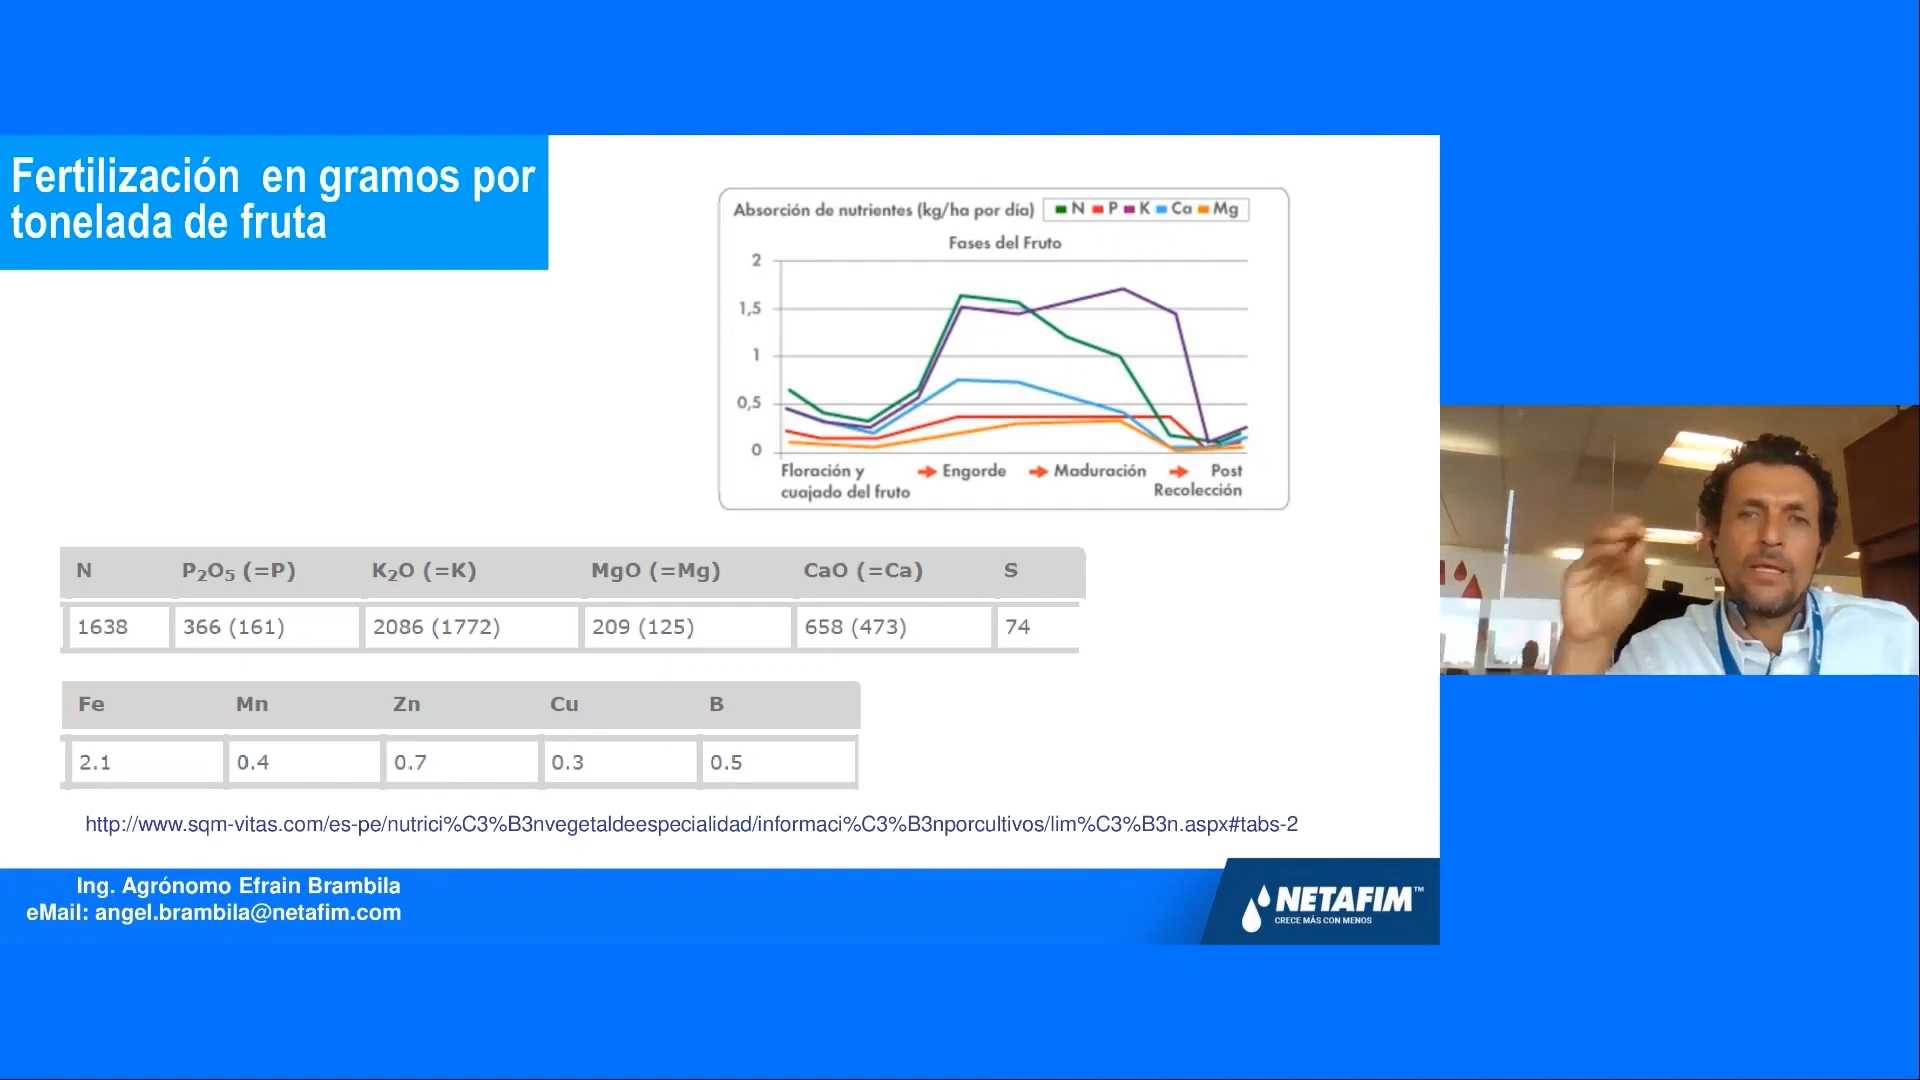 Fertilización  en gramos por
tonelada de fruta
Absorción de nutrientes (kg/ha por día)
N P K Ca Mg
Fases del Fruto
2
1,5
1
0,5
0
Floración y
cuajado del fruto
Engorde
Maduración
Post
Recolección
N P₂O₅ (=P) K₂O (=K) MgO (=Mg) CaO (=Ca) S
1638 366 (161) 2086 (1772) 209 (125) 658 (473) 74
Fe Mn Zn Cu B
2.1 0.4 0.7 0.3 0.5
http://www.sqm-vitas.com/es-pe/nutrici%C3%B3nvegetaldeespecialidad/informaci%C3%B3nporcultivos/lim%C3%B3n.aspx#tabs-2
Ing. Agrónomo Efrain Brambila
eMail: angel.brambila@netafim.com
NETAFIM™
CRECE MÁS CON MENOS